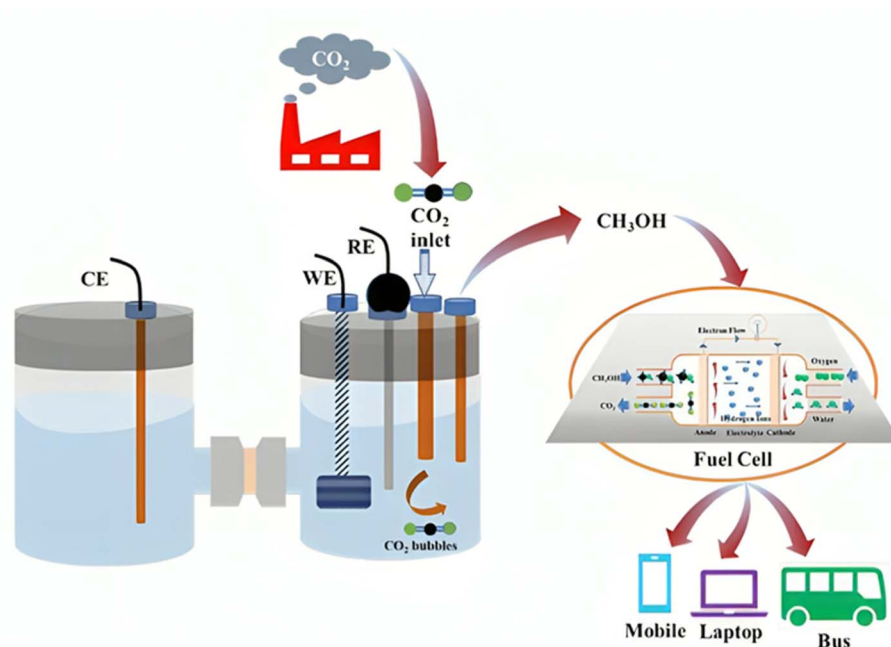 CO₂
CO₂
inlet
CH₃OH
RE
WE
CE
Electron Flow
Oxygen
CH₃OH
CO₂
Hydrogen Ions
Water
Anode Electrolyte Cathode
Fuel Cell
CO₂ bubbles
Mobile Laptop Bus